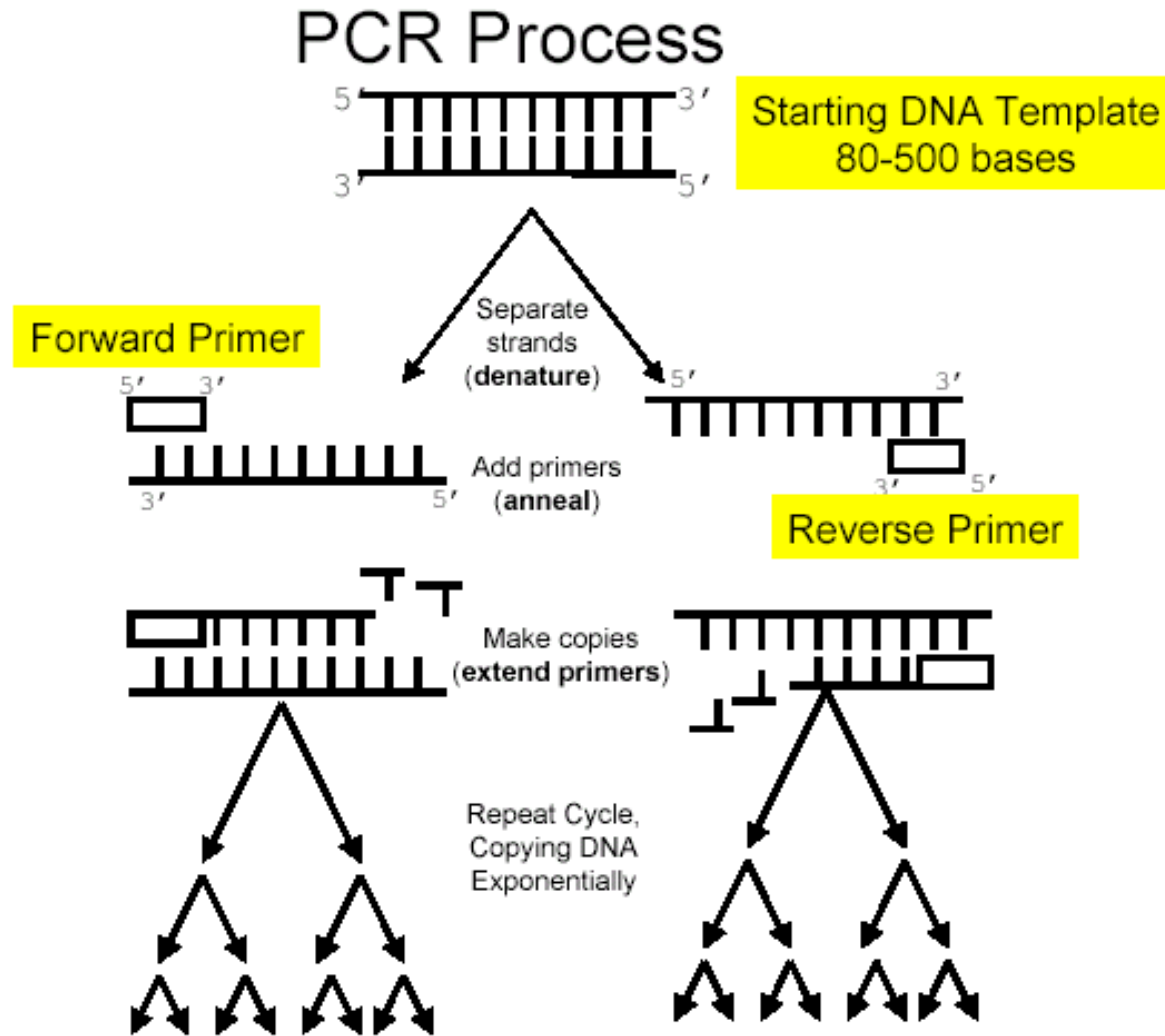 PCR Process
5′
3′
3′
5′
Starting DNA Template
80-500 bases
Forward Primer
Separate
strands
(denature)
5′
3′
3′
5′
5′
3′
3′
5′
Add primers
(anneal)
Reverse Primer
Make copies
(extend primers)
Repeat Cycle,
Copying DNA
Exponentially